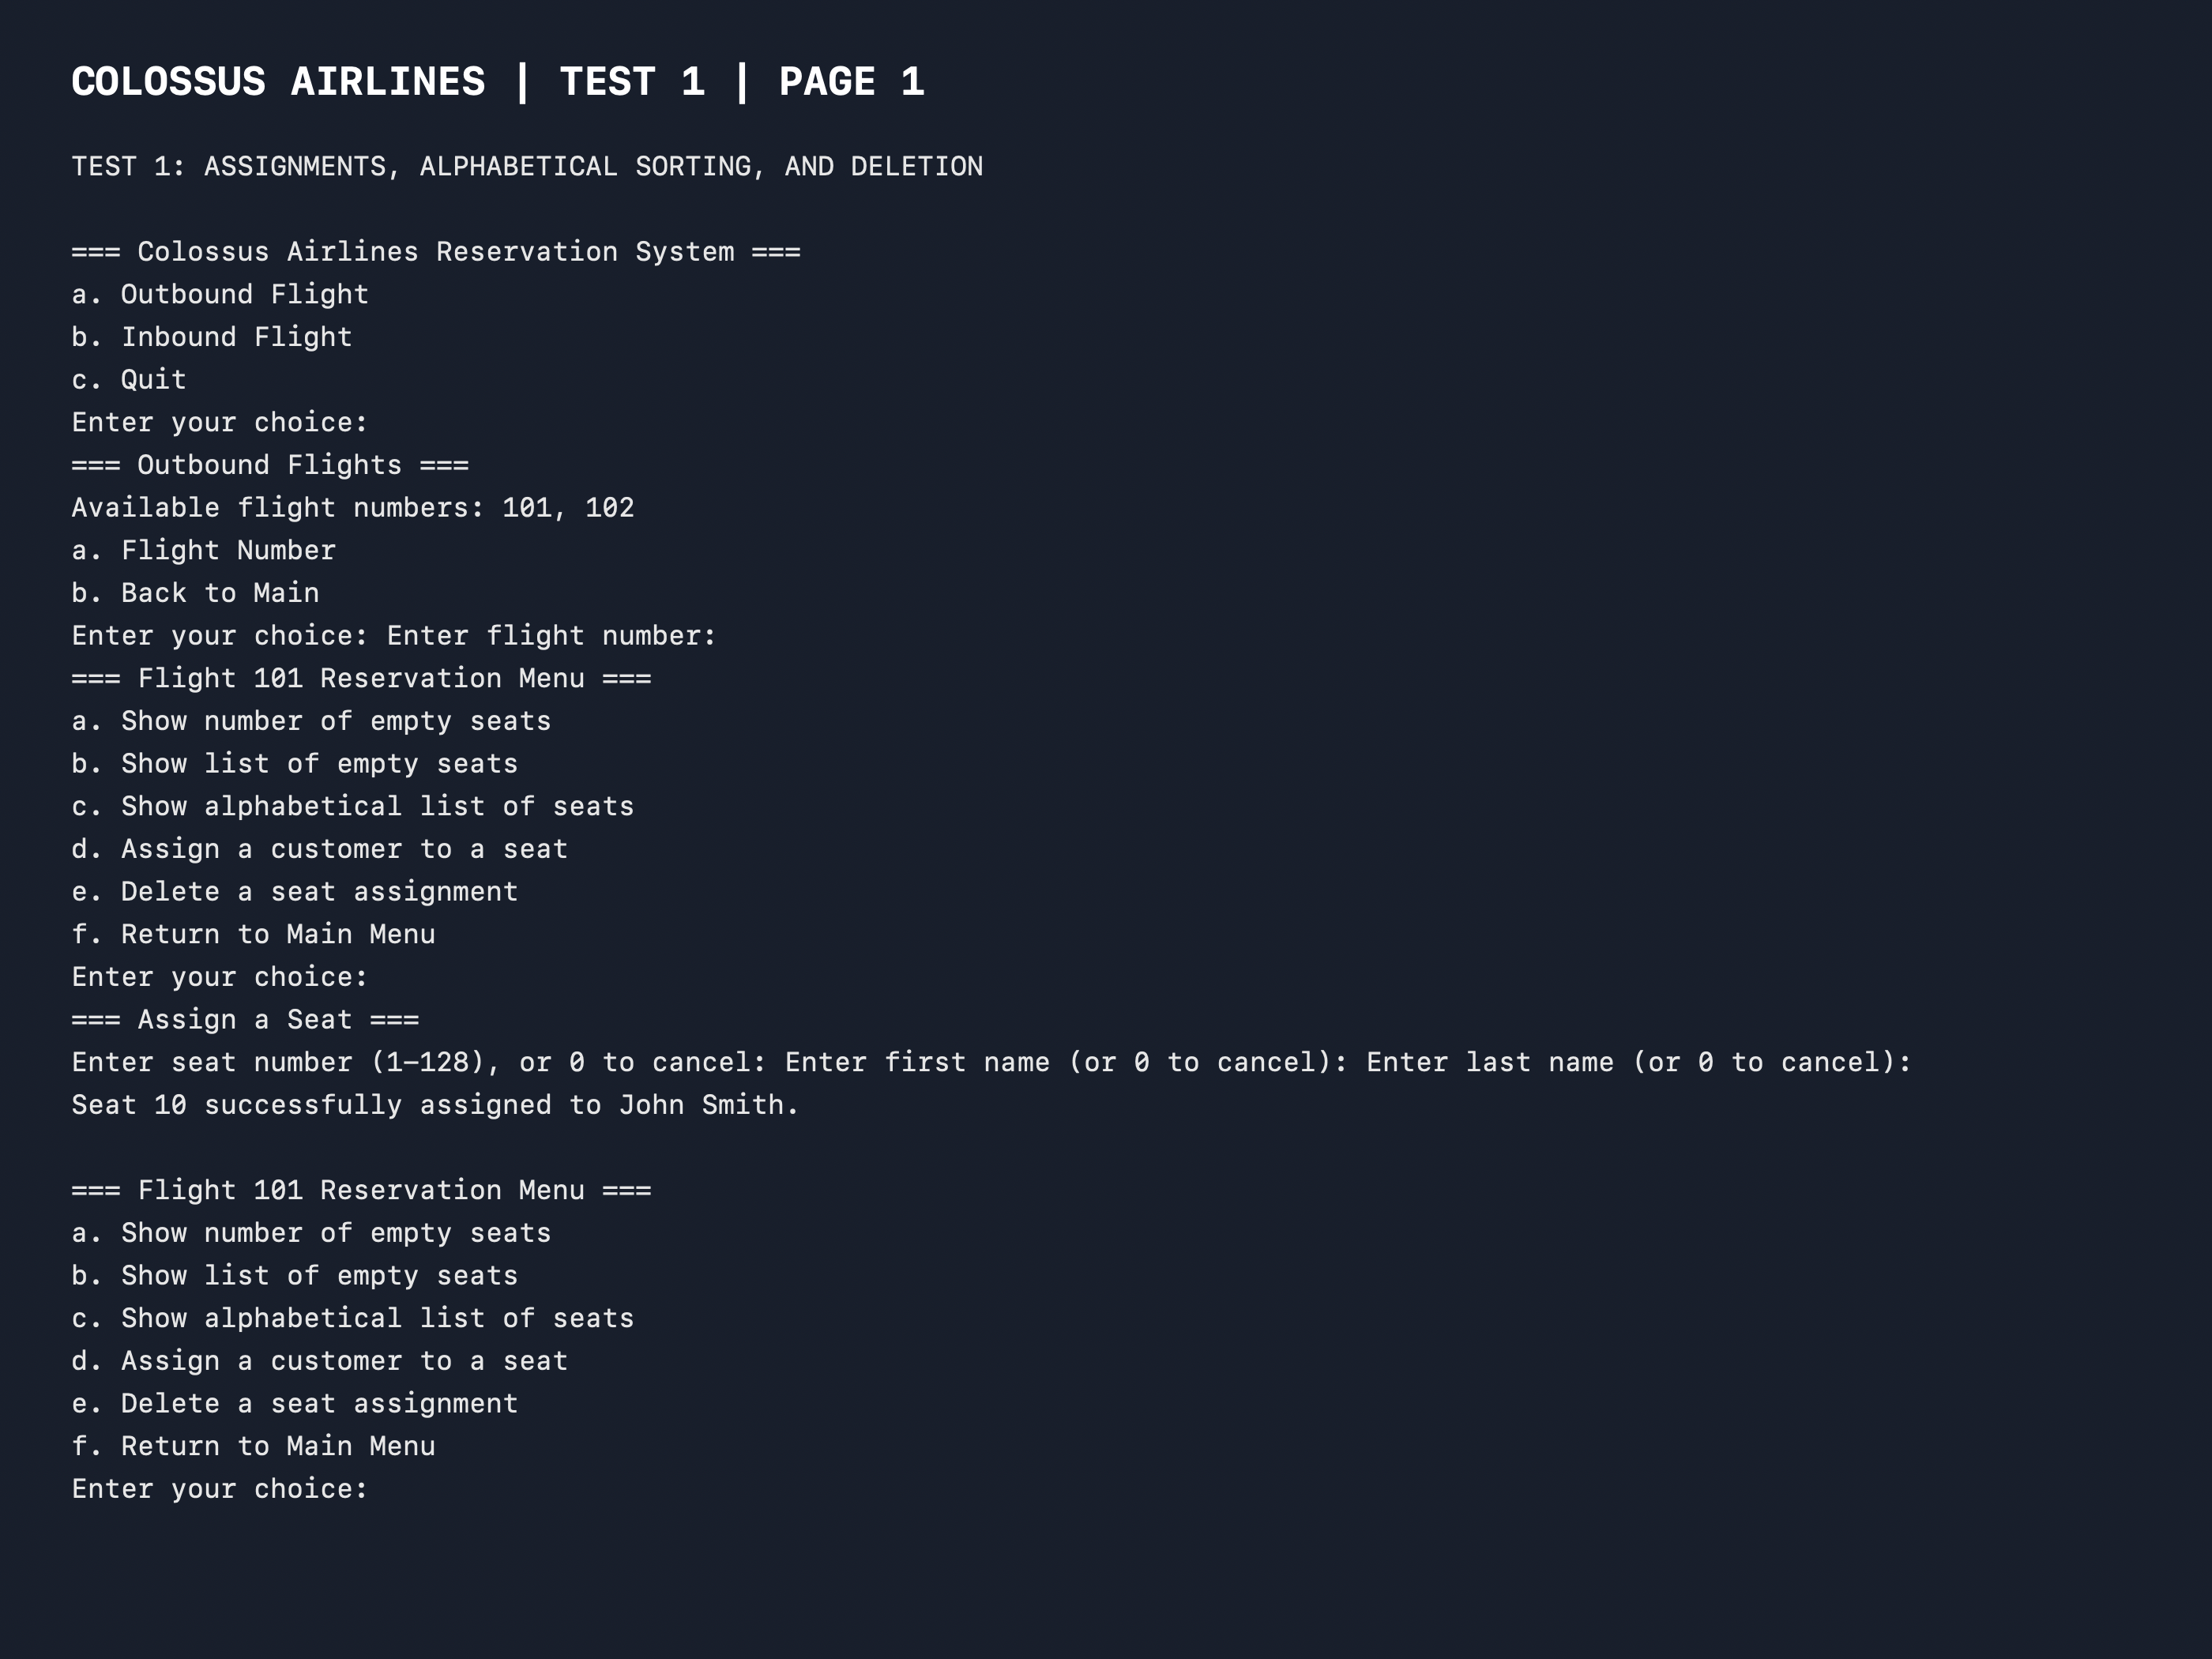 COLOSSUS AIRLINES | TEST 1 | PAGE 1
TEST 1: ASSIGNMENTS, ALPHABETICAL SORTING, AND DELETION
=== Colossus Airlines Reservation System ===
a. Outbound Flight
b. Inbound Flight
c. Quit
Enter your choice:
=== Outbound Flights ===
Available flight numbers: 101, 102
a. Flight Number
b. Back to Main
Enter your choice: Enter flight number:
=== Flight 101 Reservation Menu ===
a. Show number of empty seats
b. Show list of empty seats
c. Show alphabetical list of seats
d. Assign a customer to a seat
e. Delete a seat assignment
f. Return to Main Menu
Enter your choice:
=== Assign a Seat ===
Enter seat number (1–128), or 0 to cancel: Enter first name (or 0 to cancel): Enter last name (or 0 to cancel):
Seat 10 successfully assigned to John Smith.
=== Flight 101 Reservation Menu ===
a. Show number of empty seats
b. Show list of empty seats
c. Show alphabetical list of seats
d. Assign a customer to a seat
e. Delete a seat assignment
f. Return to Main Menu
Enter your choice: